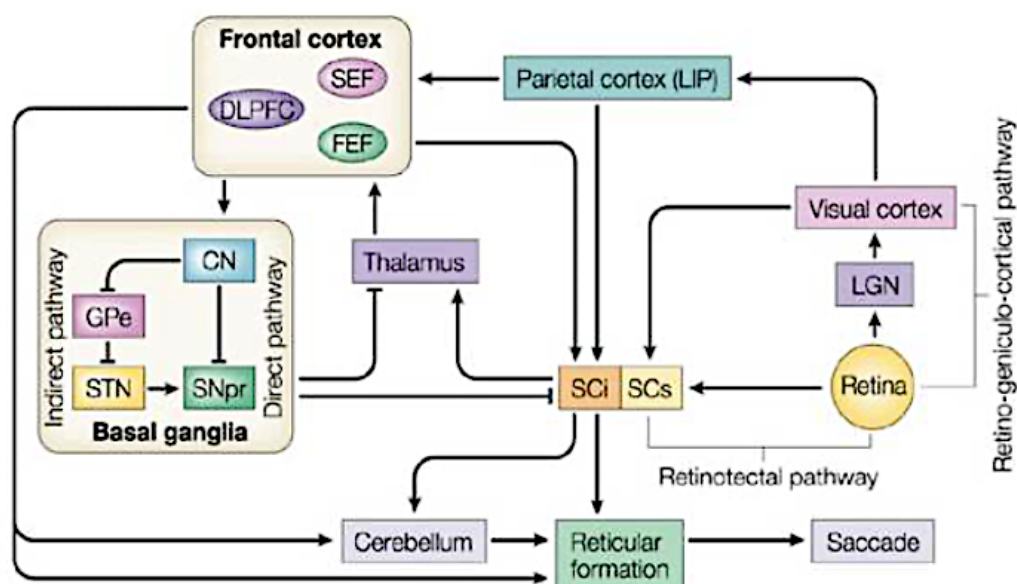 Frontal cortex
SEF
DLPFC
FEF
Parietal cortex (LIP)
Visual cortex
LGN
Retina
Retino-geniculo-cortical pathway
Thalamus
Indirect pathway
CN
GPe
STN
SNpr
Direct pathway
Basal ganglia
SCi
SCs
Retinotectal pathway
Cerebellum
Reticular
formation
Saccade